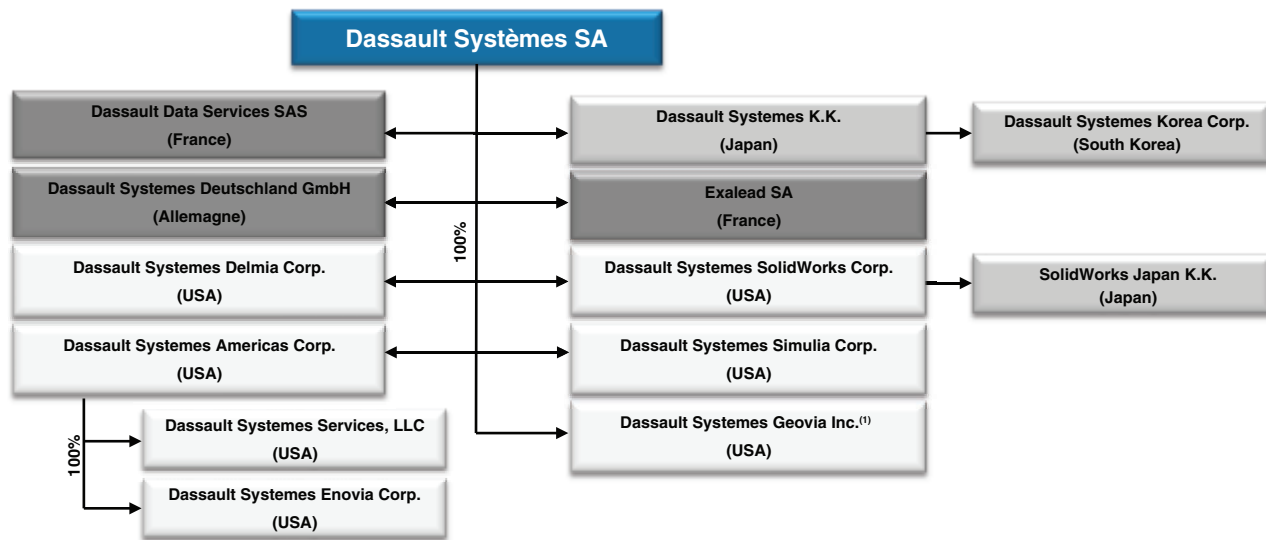 Dassault Systèmes SA
Dassault Data Services SAS
(France)
Dassault Systemes K.K.
(Japan)
Dassault Systemes Korea Corp.
(South Korea)
Dassault Systemes Deutschland GmbH
(Allemagne)
Exalead SA
(France)
100%
Dassault Systemes Delmia Corp.
(USA)
Dassault Systemes SolidWorks Corp.
(USA)
SolidWorks Japan K.K.
(Japan)
Dassault Systemes Americas Corp.
(USA)
Dassault Systemes Simulia Corp.
(USA)
100%
Dassault Systemes Services, LLC
(USA)
Dassault Systemes Geovia Inc.(1)
(USA)
Dassault Systemes Enovia Corp.
(USA)